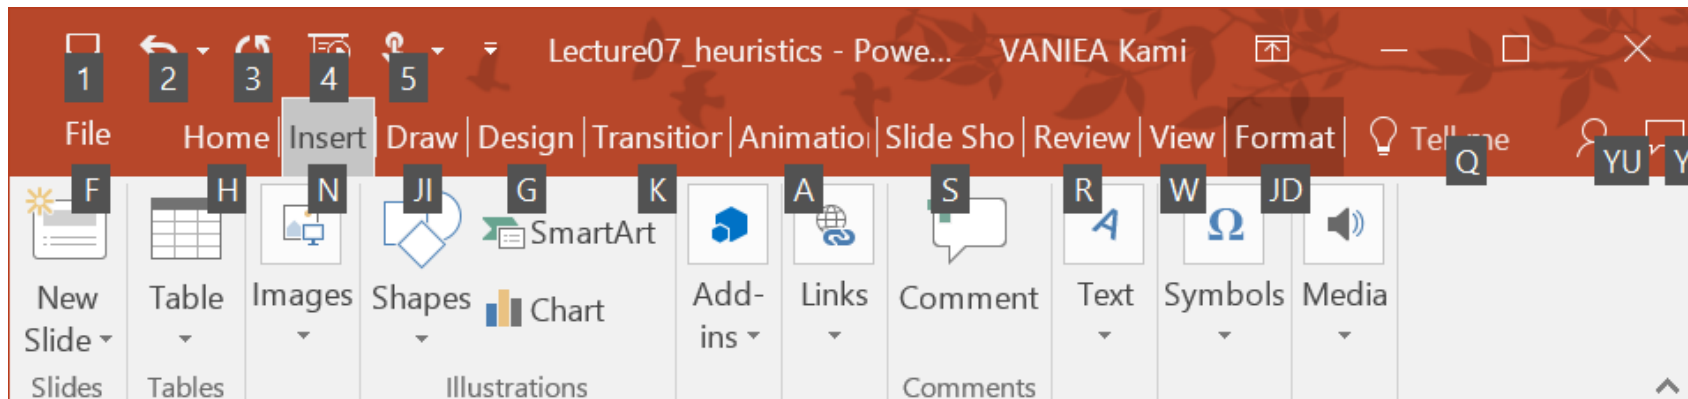 Lecture07_heuristics - Powe... VANIEA Kami
1 2 3 4 5
File Home Insert Draw Design Transitior Animatio Slide Sho Review View Format Tell me
F H N JI G K A S R W JD Q YU Y
SmartArt
New Table Images Shapes Chart Add- Links Comment Text Symbols Media
Slide ins
Slides Tables Illustrations Comments